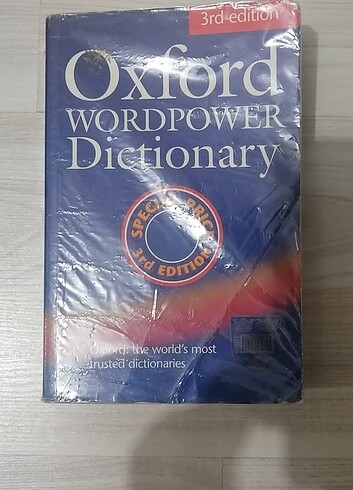 3rd edition
Oxford
WORDPOWER
Dictionary
SPECIAL PRICE
3rd EDITION
Oxford: the world's most
trusted dictionaries